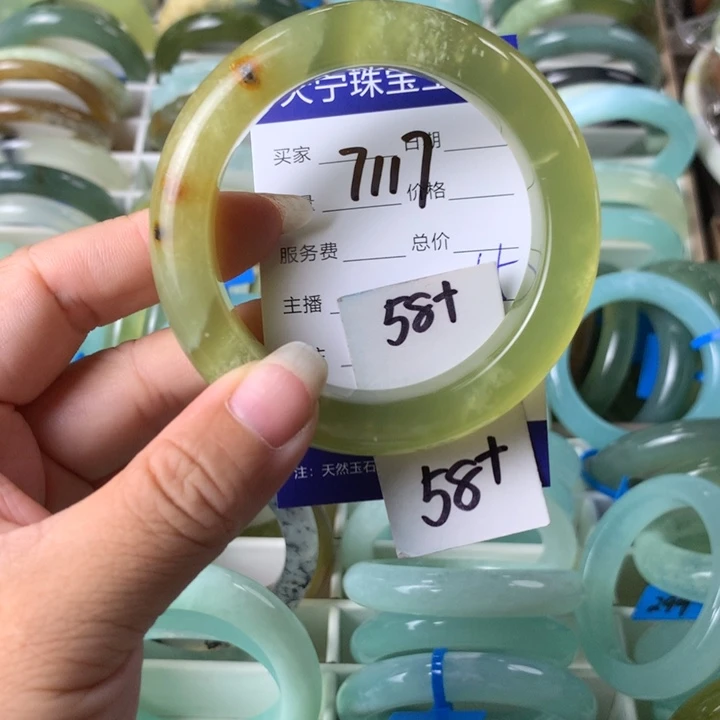 宁珠宝
买家 日期
7117
价格
服务费 总价
主播
58+
58+
注：天然玉石
299